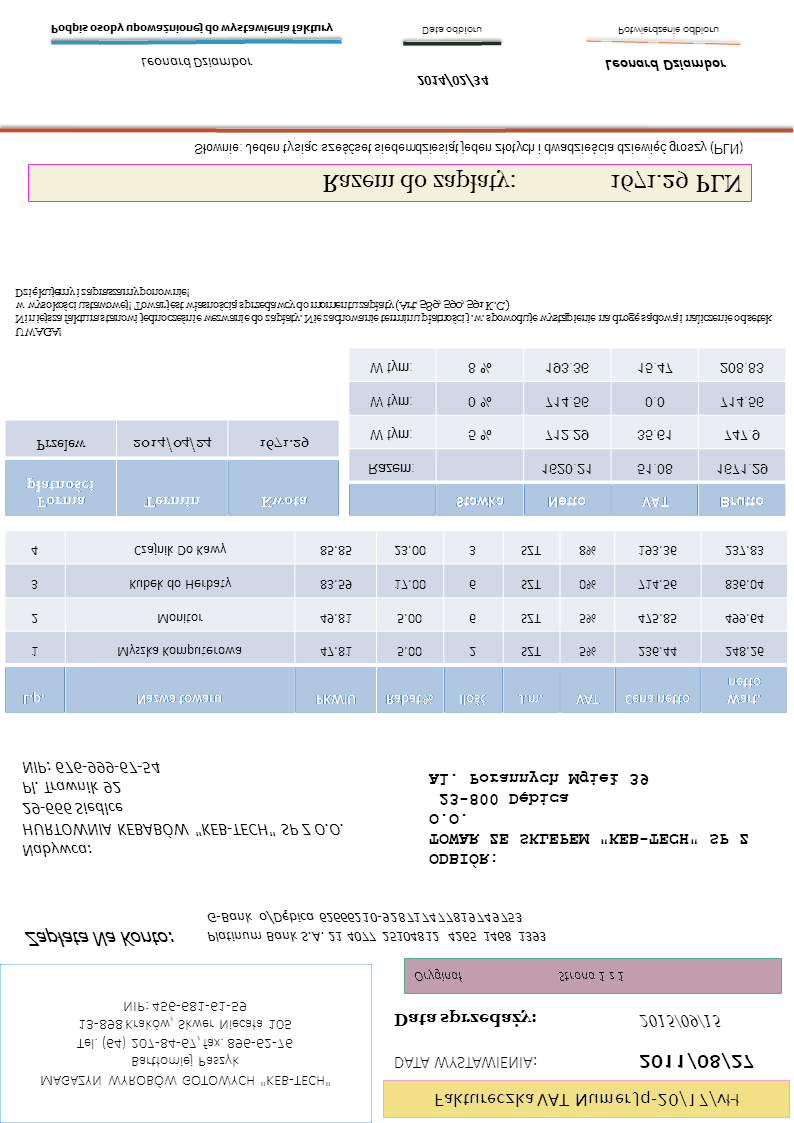 Faktureczka VAT Numer Jq-20/17/vH
MAGAZYN WYROBÓW GOTOWYCH "KEB-TECH"
Bartłomiej Paszyk
Tel. (64) 207-84-67, fax. 896-62-76
13-898 Kraków, Skwer Niecała 105
NIP: 456-681-61-59
DATA WYSTAWIENIA: 2011/08/27
Data sprzedaży: 2015/09/15
Oryginał Strona 1 z 1
Zapłata Na Konto:
Platinum Bank S.A. 21 4077 25104812 4265 1468 1393
G-Bank o/Dębica 62666210-928717477819749753
Nabywca:
HURTOWNIA KEBABÓW "KEB-TECH" SP Z O.O.
29-666 Siedlce
Pl. Trawnik 92
NIP: 676-999-67-54
ODBIÓR:
TOWAR ZE SKLEPEM "KEB-TECH" SP Z
O.O.
23-800 Dębica
Al. Porannych Mgieł 39
L.p. Nazwa towaru PKWiU Rabat% Ilość J.m. VAT Cena netto Wart. netto
1 Myszka Komputerowa 47.81 5.00 2 SZT 5% 236.44 248.26
2 Monitor 49.81 5.00 6 SZT 5% 475.85 499.64
3 Kubek do Herbaty 83.59 17.00 6 SZT 0% 714.56 836.04
4 Czajnik Do Kawy 85.85 23.00 3 SZT 8% 193.36 237.83
Forma płatności Termin Kwota
Przelew 2014/04/24 1671.29
Stawka Netto VAT Brutto
Razem: 1620.21 51.08 1671.29
W tym: 5 % 712.29 35.61 747.9
W tym: 0 % 714.56 0.0 714.56
W tym: 8 % 193.36 15.47 208.83
UWAGA!
Niniejsza faktura stanowi jednocześnie wezwanie do zapłaty. Nie zachowanie terminu płatności j.w. spowoduje wystąpienie na drogę sądową i naliczenie odsetek
w wysokości ustawowej! Towar jest własnością sprzedawcy do momentu zapłaty (Art. 589, 590, 591 K.C.)
Dziękujemy i zapraszamy ponownie!
Razem do zapłaty: 1671.29 PLN
Słownie: Jeden tysiąc sześćset siedemdziesiąt jeden złotych i dwadzieścia dziewięć groszy (PLN)
Leonard Dziambor
Podpis osoby upoważnionej do wystawienia faktury
2014/02/34
Data odbioru
Leonard Dziambor
Potwierdzenie odbioru